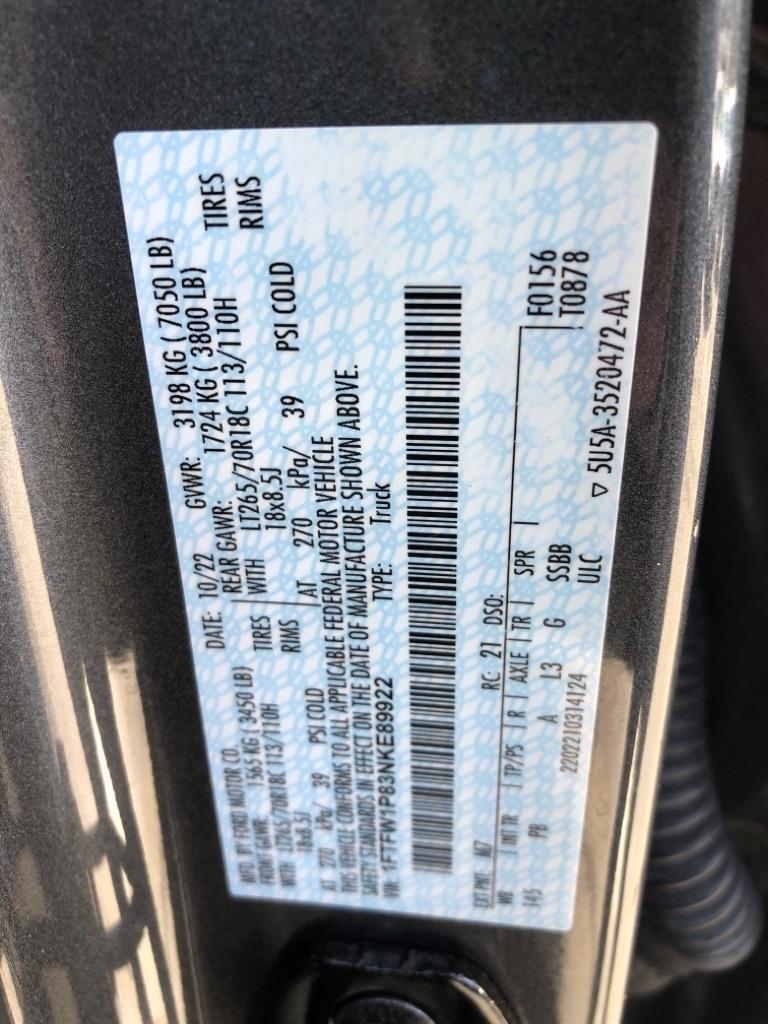 MFD. BY FORD MOTOR CO. DATE: 10/22 GVWR: 3198 KG ( 7050 LB)
FRONT GAWR: 1565 KG ( 3450 LB) REAR GAWR: 1724 KG ( 3800 LB)
WITH LT265/70R18C 113/110H TIRES WITH LT265/70R18C 113/110H TIRES
18x8.5J RIMS 18x8.5J RIMS
AT 270 kPa/ 39 PSI COLD AT 270 kPa/ 39 PSI COLD
THIS VEHICLE CONFORMS TO ALL APPLICABLE FEDERAL MOTOR VEHICLE
SAFETY STANDARDS IN EFFECT ON THE DATE OF MANUFACTURE SHOWN ABOVE.
VIN: 1FTFW1P83NKE89922 TYPE: Truck
EXT PNT: M7 RC: 21 DSO:
WB INT TR TP/PS R AXLE TR SPR F0156
145 PB A L3 G SSBB T0878
ULC
2202210314124
▽ 5U5A-3520472-AA